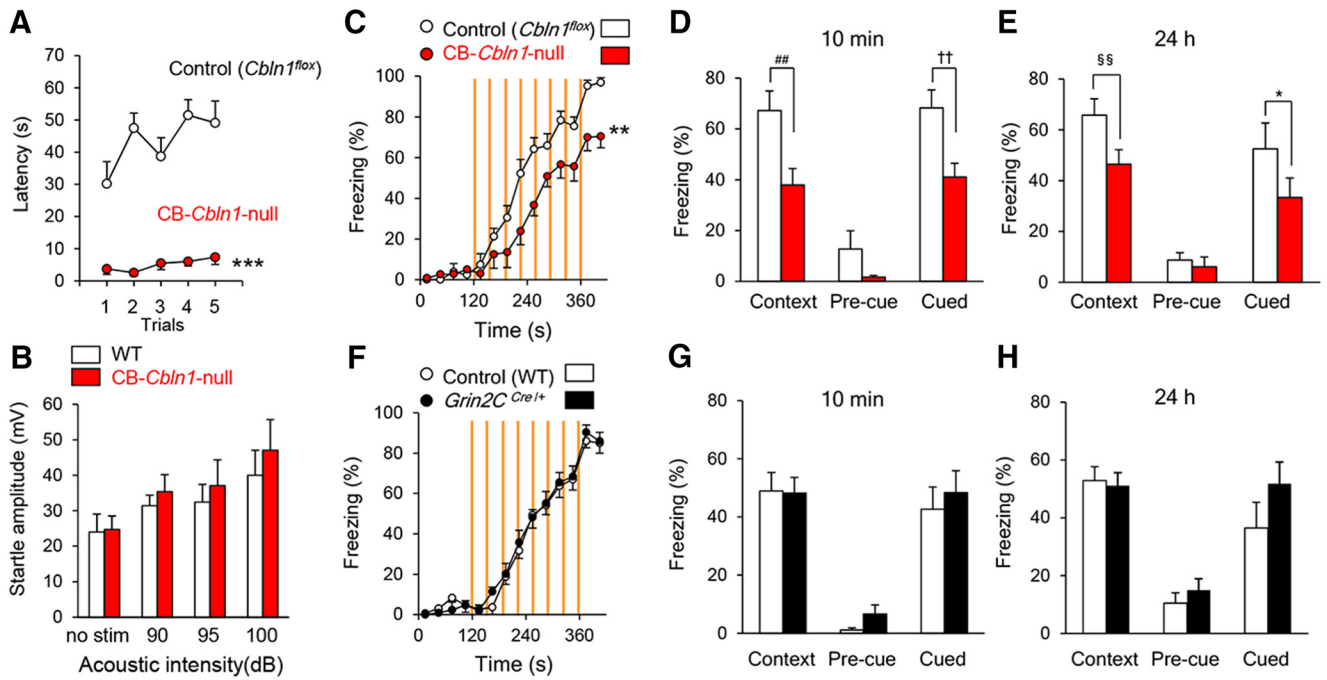 A
Control (Cbln1flox)
CB-Cbln1-null
***
Latency (s)
70
60
50
40
30
20
10
0
1 2 3 4 5
Trials
B
WT
CB-Cbln1-null
Startle amplitude (mV)
60
50
40
30
20
10
0
no stim 90 95 100
Acoustic intensity(dB)
C
Control (Cbln1flox)
CB-Cbln1-null
Freezing (%)
100
80
60
40
20
0
**
0 120 240 360
Time (s)
D
10 min
Freezing (%)
80
60
40
20
0
##
††
Context Pre-cue Cued
E
24 h
Freezing (%)
80
60
40
20
0
§§
*
Context Pre-cue Cued
F
Control (WT)
Grin2C Cre/+
Freezing (%)
100
80
60
40
20
0
0 120 240 360
Time (s)
G
10 min
Freezing (%)
80
60
40
20
0
Context Pre-cue Cued
H
24 h
Freezing (%)
80
60
40
20
0
Context Pre-cue Cued